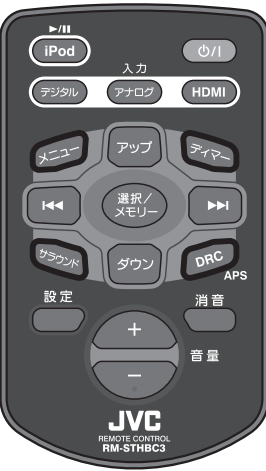 ►/II
iPod
⏻/I
入力
デジタル アナログ HDMI
メニュー アップ ディマー
選択/
メモリー
サラウンド ダウン DRC
APS
設定 消音
+
音量
−
JVC
REMOTE CONTROL
RM-STHBC3